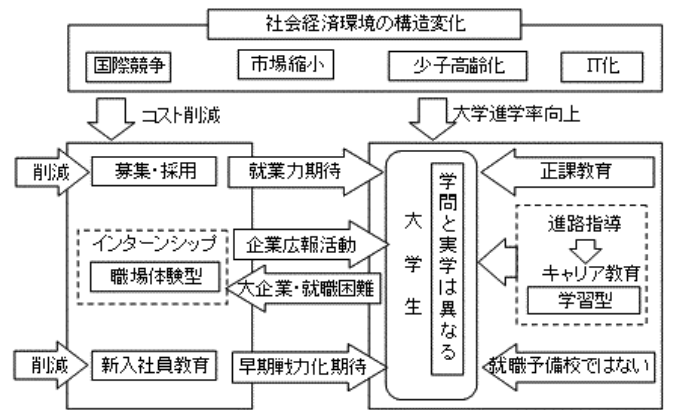 社会経済環境の構造変化
国際競争
市場縮小
少子高齢化
IT化
コスト削減
大学進学率向上
削減
募集・採用
就業力期待
正課教育
大学生
学問と実学は異なる
インターンシップ
職場体験型
企業広報活動
大企業・就職困難
進路指導
キャリア教育
学習型
削減
新入社員教育
早期戦力化期待
就職予備校ではない